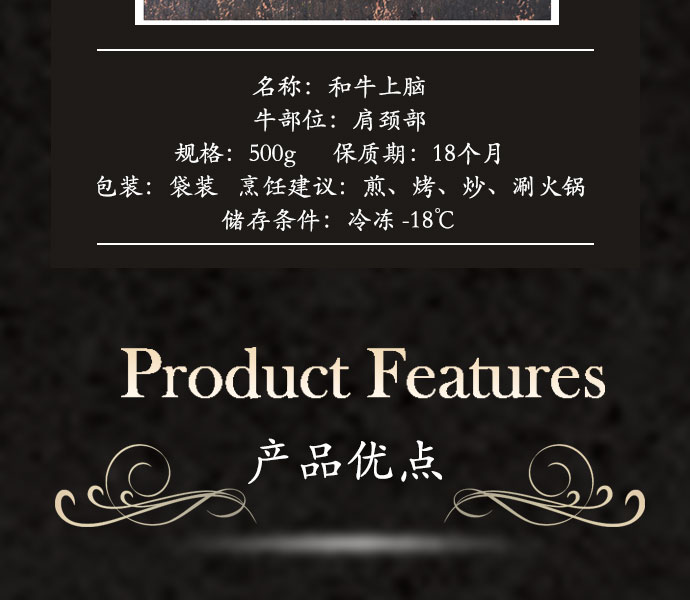 名称：和牛上脑
牛部位：肩颈部
规格：500g 保质期：18个月
包装：袋装 烹饪建议：煎、烤、炒、涮火锅
储存条件：冷冻 -18℃
Product Features
产品优点